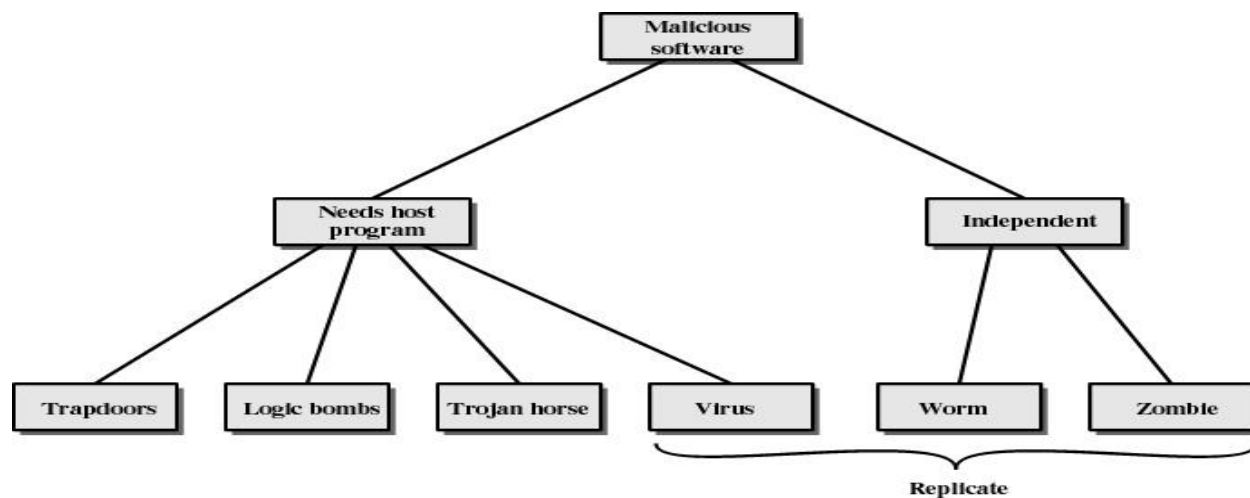 Malicious
software
Needs host
program
Independent
Trapdoors
Logic bombs
Trojan horse
Virus
Worm
Zombie
Replicate